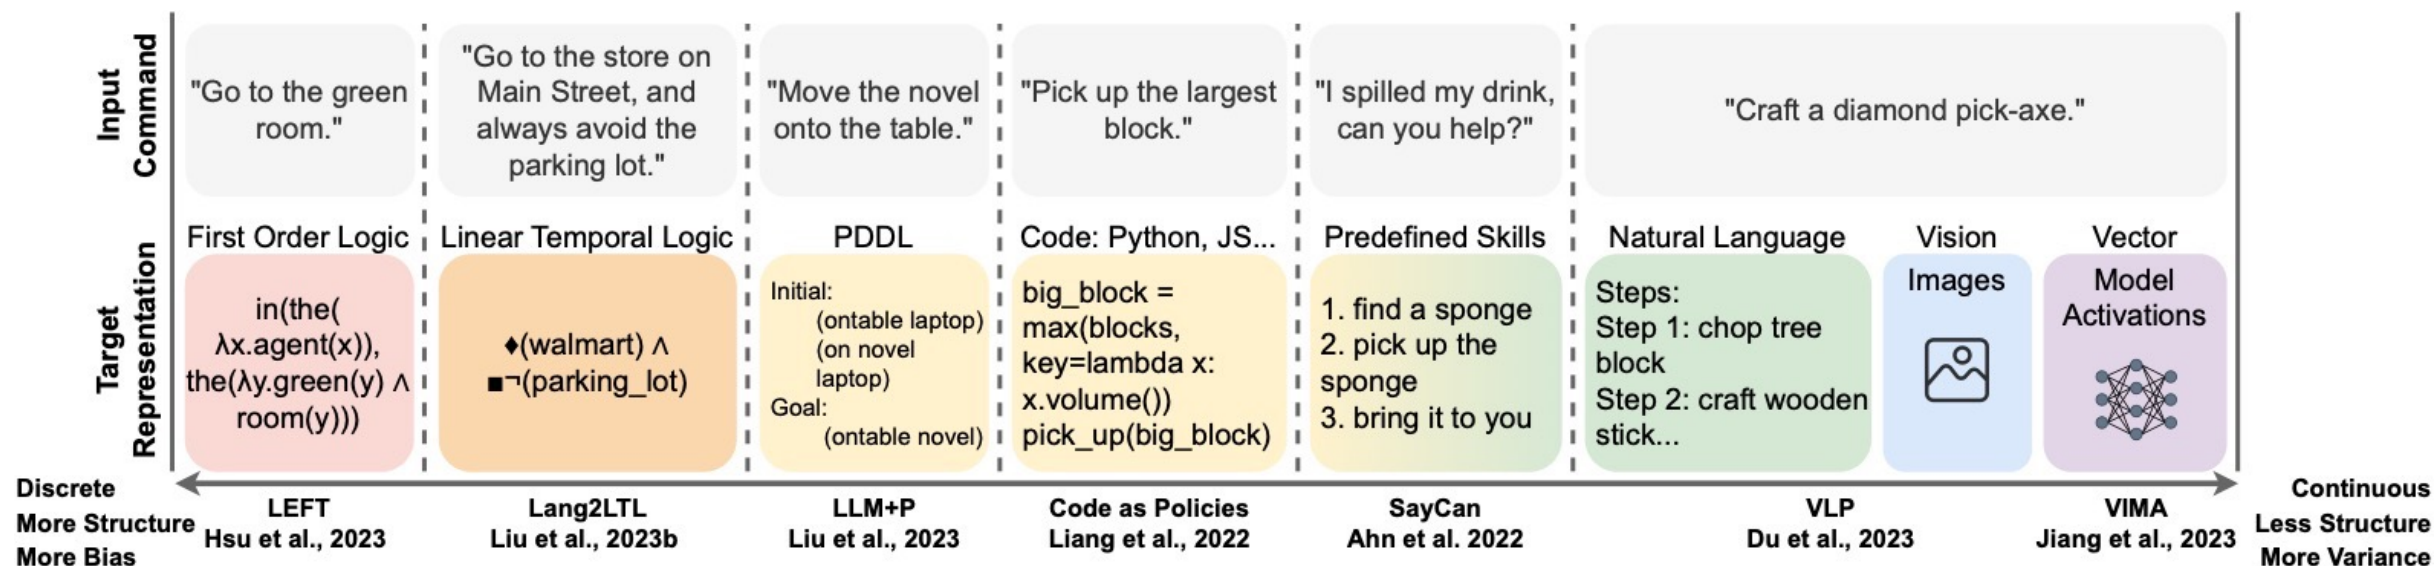 Input
Command
"Go to the green
room."
"Go to the store on
Main Street, and
always avoid the
parking lot."
"Move the novel
onto the table."
"Pick up the largest
block."
"I spilled my drink,
can you help?"
"Craft a diamond pick-axe."
Target
Representation
First Order Logic
in(the(
λx.agent(x)),
the(λy.green(y) ∧
room(y)))
Linear Temporal Logic
♦(walmart) ∧
■¬(parking_lot)
PDDL
Initial:
(ontable laptop)
(on novel
laptop)
Goal:
(ontable novel)
Code: Python, JS...
big_block =
max(blocks,
key=lambda x:
x.volume())
pick_up(big_block)
Predefined Skills
1. find a sponge
2. pick up the
sponge
3. bring it to you
Natural Language
Steps:
Step 1: chop tree
block
Step 2: craft wooden
stick...
Vision
Images
Vector
Model
Activations
Discrete
More Structure
More Bias
LEFT
Hsu et al., 2023
Lang2LTL
Liu et al., 2023b
LLM+P
Liu et al., 2023
Code as Policies
Liang et al., 2022
SayCan
Ahn et al. 2022
VLP
Du et al., 2023
VIMA
Jiang et al., 2023
Continuous
Less Structure
More Variance